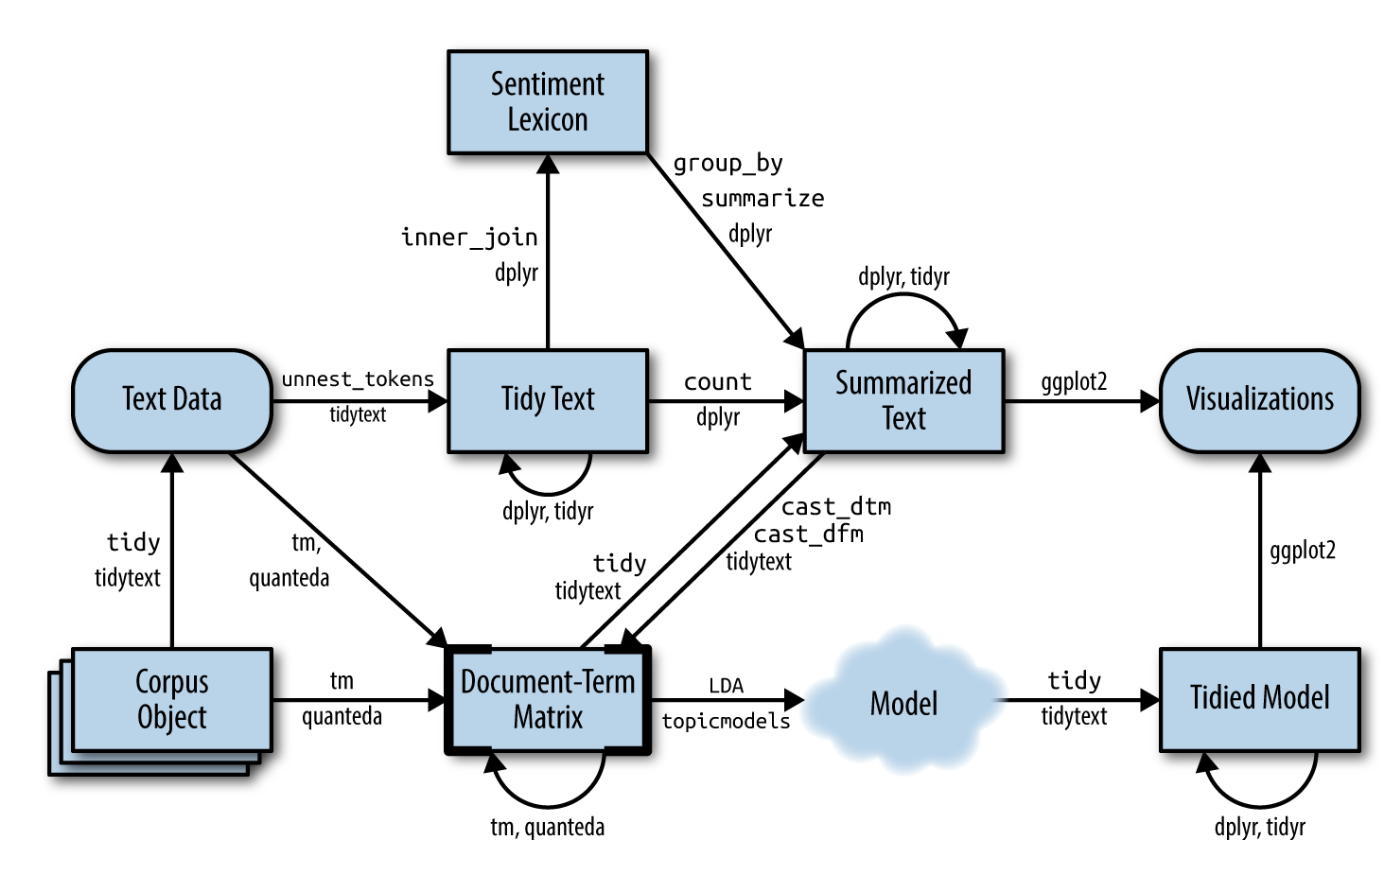 Sentiment
Lexicon
group_by
summarize
dplyr
inner_join
dplyr
dplyr, tidyr
Text Data
unnest_tokens
tidytext
Tidy Text
count
dplyr
Summarized
Text
ggplot2
Visualizations
dplyr, tidyr
tidy
tidytext
tm,
quanteda
tidy
tidytext
cast_dtm
cast_dfm
tidytext
ggplot2
Corpus
Object
tm
quanteda
Document-Term
Matrix
LDA
topicmodels
Model
tidy
tidytext
Tidied Model
tm, quanteda
dplyr, tidyr